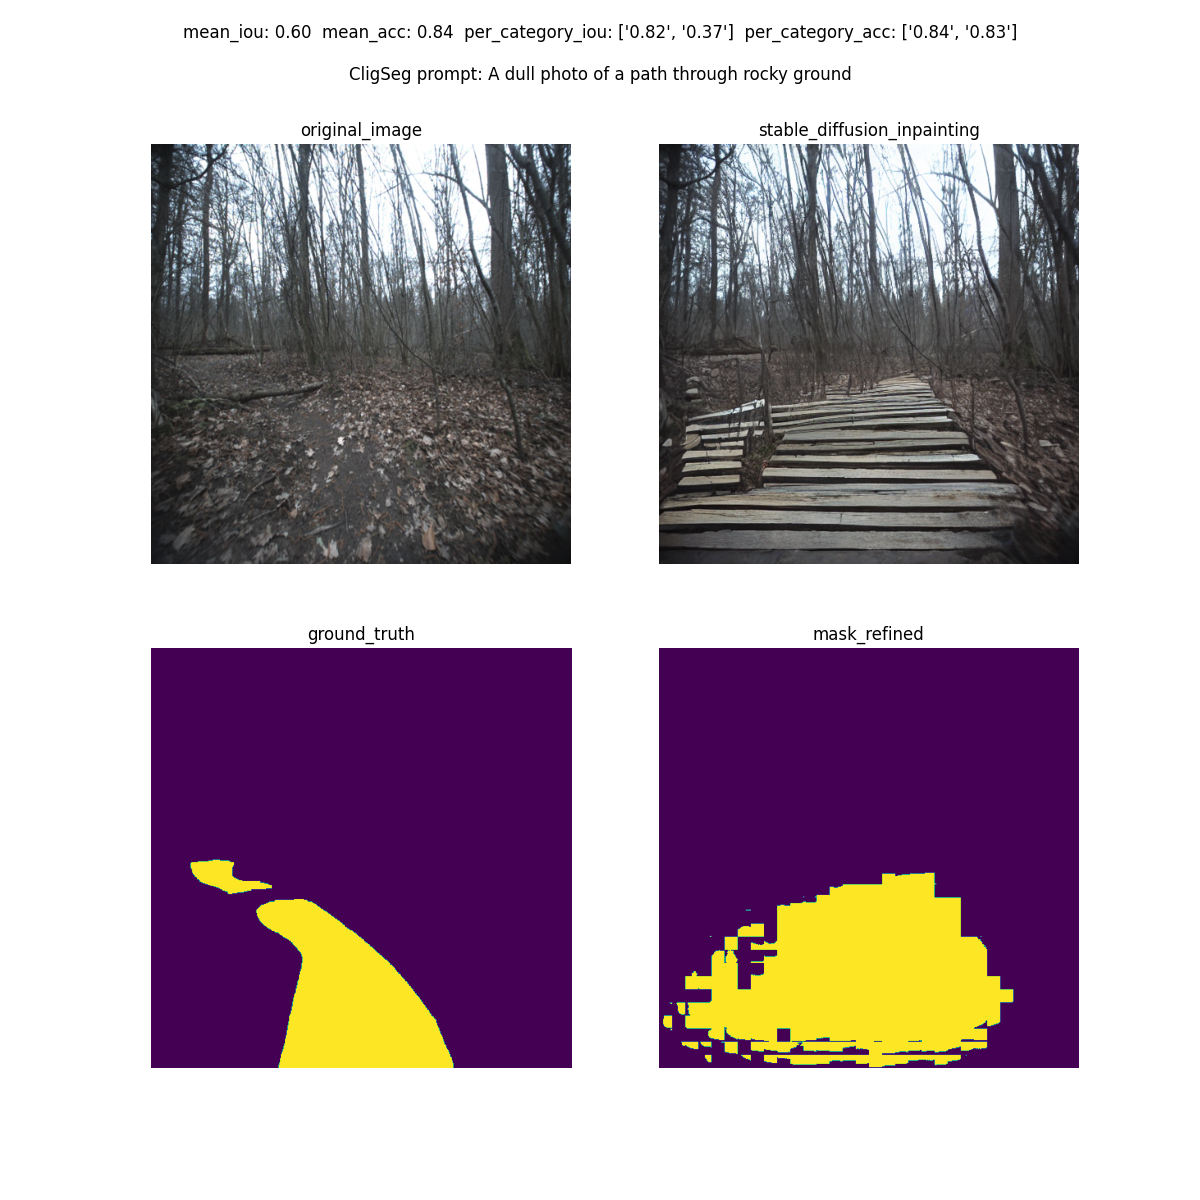 mean_iou: 0.60  mean_acc: 0.84  per_category_iou: ['0.82', '0.37']  per_category_acc: ['0.84', '0.83']
CligSeg prompt: A dull photo of a path through rocky ground
original_image
stable_diffusion_inpainting
ground_truth
mask_refined